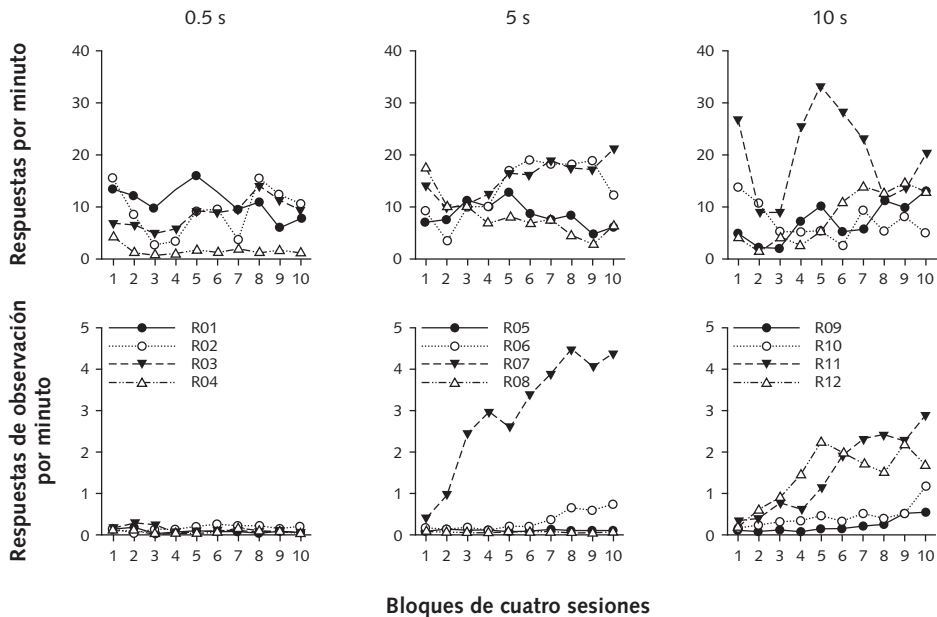 0.5 s 5 s 10 s
Respuestas por minuto
40 40 40
30 30 30
20 20 20
10 10 10
0 0 0
1 2 3 4 5 6 7 8 9 10 1 2 3 4 5 6 7 8 9 10 1 2 3 4 5 6 7 8 9 10
Respuestas de observación
por minuto
5 R01 5 R05 5 R09
R02 R06 R10
4 R03 4 R07 4 R11
R04 R08 R12
3 3 3
2 2 2
1 1 1
0 0 0
1 2 3 4 5 6 7 8 9 10 1 2 3 4 5 6 7 8 9 10 1 2 3 4 5 6 7 8 9 10
Bloques de cuatro sesiones